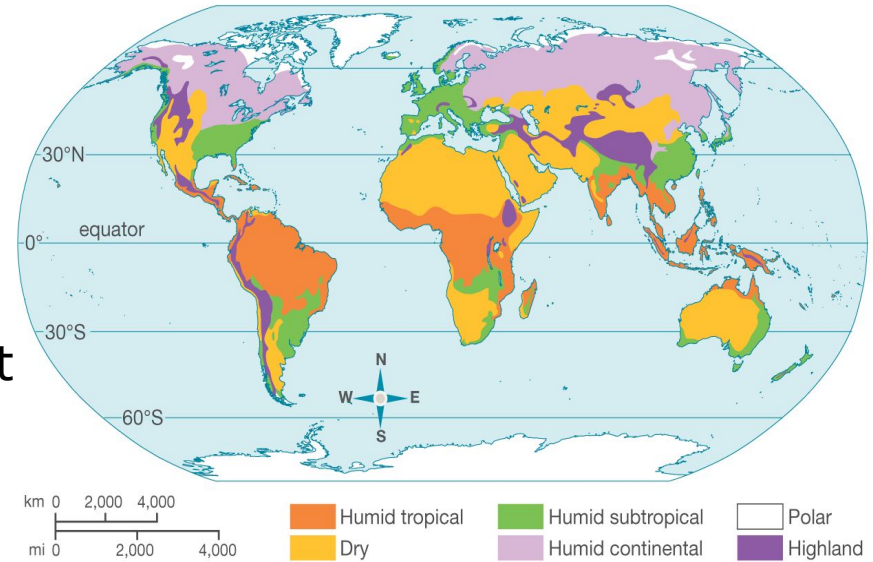 30°N
equator
0°
30°S
t
N
W E
S
60°S
km 0 2,000 4,000
mi 0 2,000 4,000
Humid tropical
Humid subtropical
Polar
Dry
Humid continental
Highland